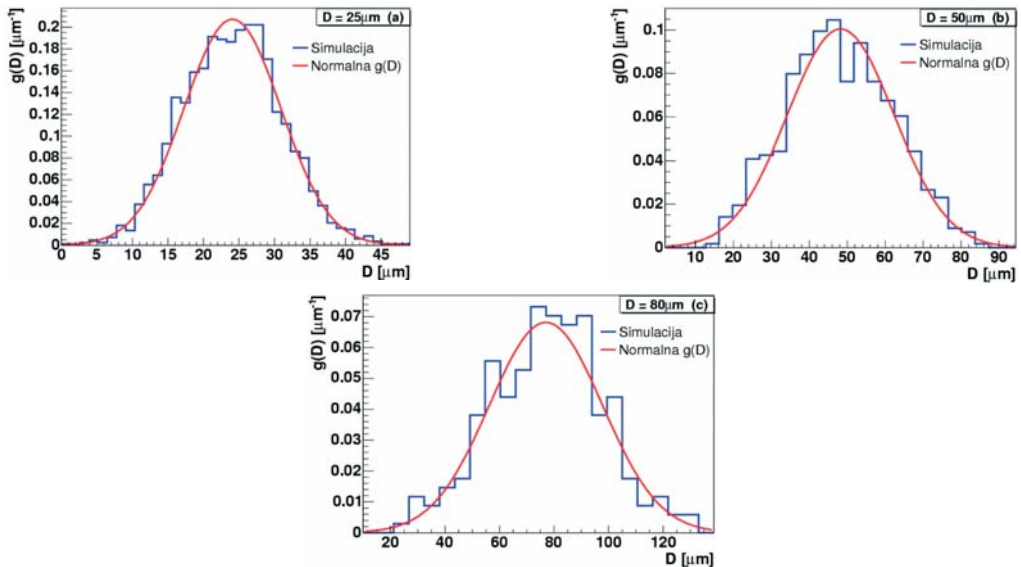 D = 25μm (a)
g(D) [μm⁻¹]
Simulacija
Normalna g(D)
0.2
0.18
0.16
0.14
0.12
0.1
0.08
0.06
0.04
0.02
0
0 5 10 15 20 25 30 35 40 45
D [μm]
D = 50μm (b)
g(D) [μm⁻¹]
Simulacija
Normalna g(D)
0.1
0.08
0.06
0.04
0.02
0
10 20 30 40 50 60 70 80 90
D [μm]
D = 80μm (c)
g(D) [μm⁻¹]
Simulacija
Normalna g(D)
0.07
0.06
0.05
0.04
0.03
0.02
0.01
0
20 40 60 80 100 120
D [μm]